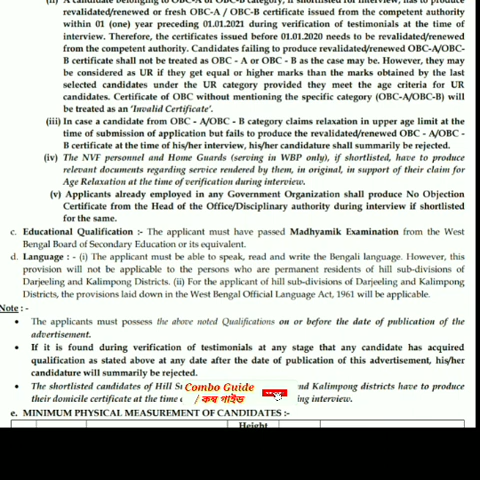 (ii) A candidate belonging to OBC-A or OBC-B category, if shortlisted for interview, has to produce
revalidated/renewed or fresh OBC-A / OBC-B certificate issued from the competent authority
within 01 (one) year preceding 01.01.2021 during verification of testimonials at the time of
interview. Therefore, the certificates issued before 01.01.2020 needs to be revalidated/renewed
from the competent authority. Candidates failing to produce revalidated/renewed OBC-A/OBC-
B certificate shall not be treated as OBC - A or OBC - B as the case may be. However, they may
be considered as UR if they get equal or higher marks than the marks obtained by the last
selected candidates under the UR category provided they meet the age criteria for UR
candidates. Certificate of OBC without mentioning the specific category (OBC-A/OBC-B) will
be treated as an 'Invalid Certificate'.
(iii) In case a candidate from OBC - A/OBC - B category claims relaxation in upper age limit at the
time of submission of application but fails to produce the revalidated/renewed OBC - A/OBC -
B certificate at the time of his/her interview, his/her candidature shall summarily be rejected.
(iv) The NVF personnel and Home Guards (serving in WBP only), if shortlisted, have to produce
relevant documents regarding service rendered by them, in original, in support of their claim for
Age Relaxation at the time of verification during interview.
(v) Applicants already employed in any Government Organization shall produce No Objection
Certificate from the Head of the Office/Disciplinary authority during interview if shortlisted
for the same.
c. Educational Qualification :- The applicant must have passed Madhyamik Examination from the West
Bengal Board of Secondary Education or its equivalent.
d. Language : - (i) The applicant must be able to speak, read and write the Bengali language. However, this
provision will not be applicable to the persons who are permanent residents of hill sub-divisions of
Darjeeling and Kalimpong Districts. (ii) For the applicant of hill sub-divisions of Darjeeling and Kalimpong
Districts, the provisions laid down in the West Bengal Official Language Act, 1961 will be applicable.
Note : -
• The applicants must possess the above noted Qualifications on or before the date of publication of the
advertisement.
• If it is found during verification of testimonials at any stage that any candidate has acquired
qualification as stated above at any date after the date of publication of this advertisement, his/her
candidature will summarily be rejected.
• The shortlisted candidates of Hill Su Combo Guide nd Kalimpong districts have to produce
their domicile certificate at the time / কম্বো গাইড ing interview.
e. MINIMUM PHYSICAL MEASUREMENT OF CANDIDATES :-
Height